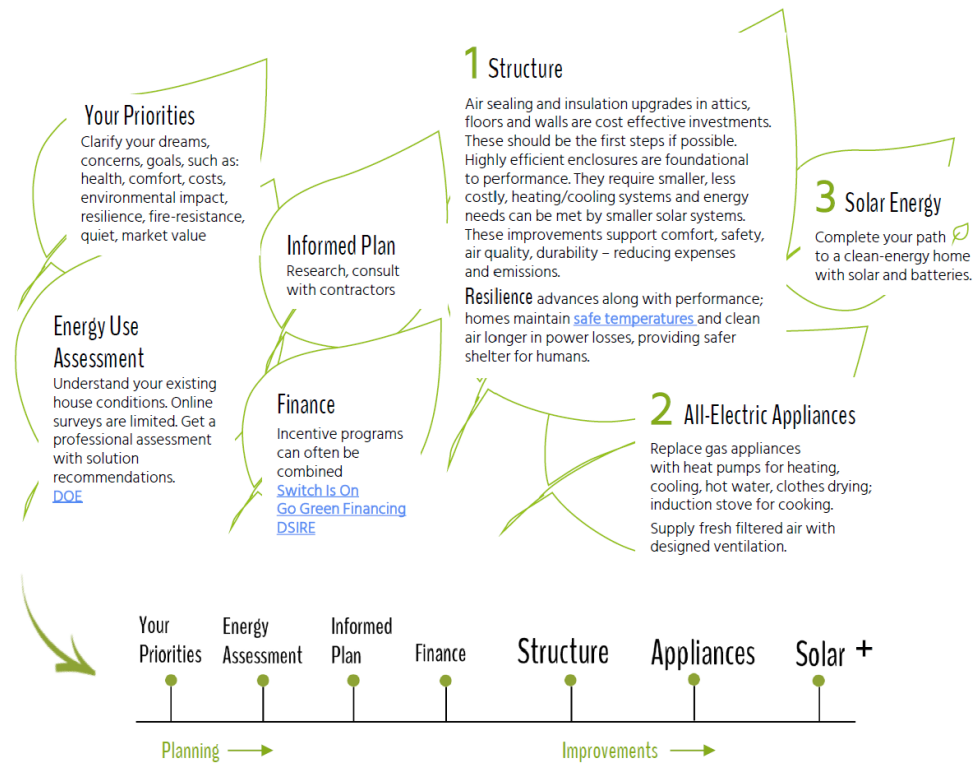 Your Priorities
Clarify your dreams,
concerns, goals, such as:
health, comfort, costs,
environmental impact,
resilience, fire-resistance,
quiet, market value
Energy Use
Assessment
Understand your existing
house conditions. Online
surveys are limited. Get a
professional assessment
with solution
recommendations.
DOE
Informed Plan
Research, consult
with contractors
Finance
Incentive programs
can often be
combined
Switch Is On
Go Green Financing
DSIRE
1 Structure
Air sealing and insulation upgrades in attics,
floors and walls are cost effective investments.
These should be the first steps if possible.
Highly efficient enclosures are foundational
to performance. They require smaller, less
costly, heating/cooling systems and energy
needs can be met by smaller solar systems.
These improvements support comfort, safety,
air quality, durability – reducing expenses
and emissions.
Resilience advances along with performance;
homes maintain safe temperatures and clean
air longer in power losses, providing safer
shelter for humans.
2 All-Electric Appliances
Replace gas appliances
with heat pumps for heating,
cooling, hot water, clothes drying;
induction stove for cooking.
Supply fresh filtered air with
designed ventilation.
3 Solar Energy
Complete your path
to a clean-energy home
with solar and batteries.
Your
Priorities
Energy
Assessment
Informed
Plan
Finance
Structure
Appliances
Solar +
Planning
Improvements